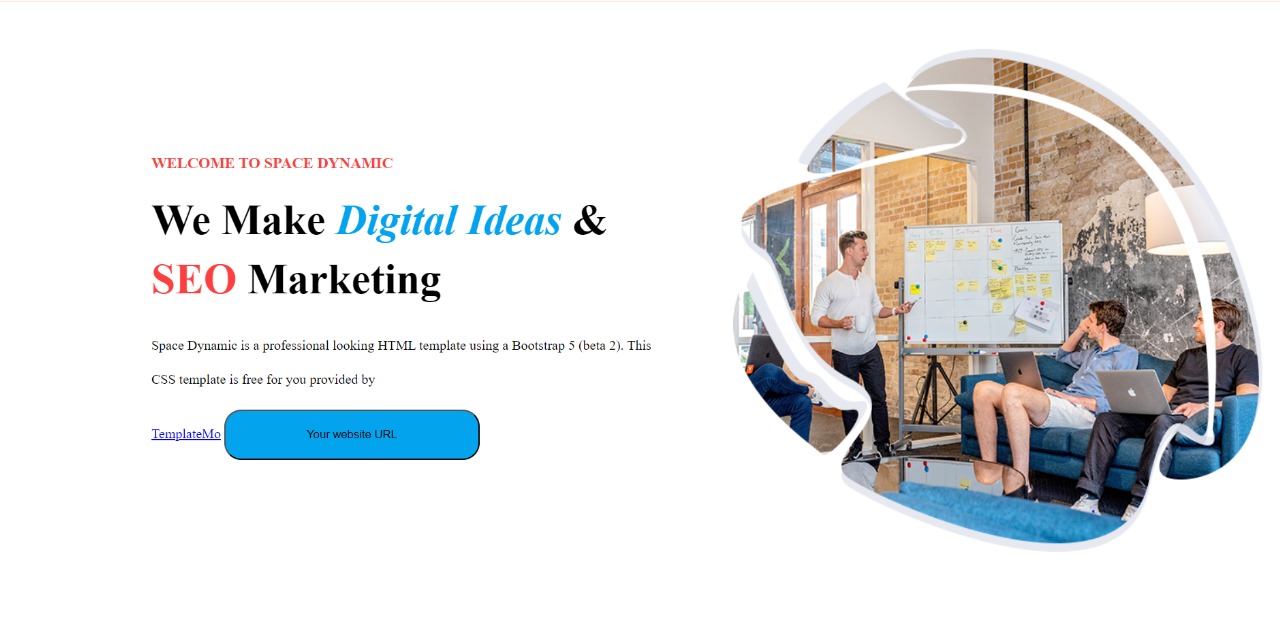 WELCOME TO SPACE DYNAMIC
We Make Digital Ideas &
SEO Marketing
Space Dynamic is a professional looking HTML template using a Bootstrap 5 (beta 2). This
CSS template is free for you provided by
TemplateMo Your website URL